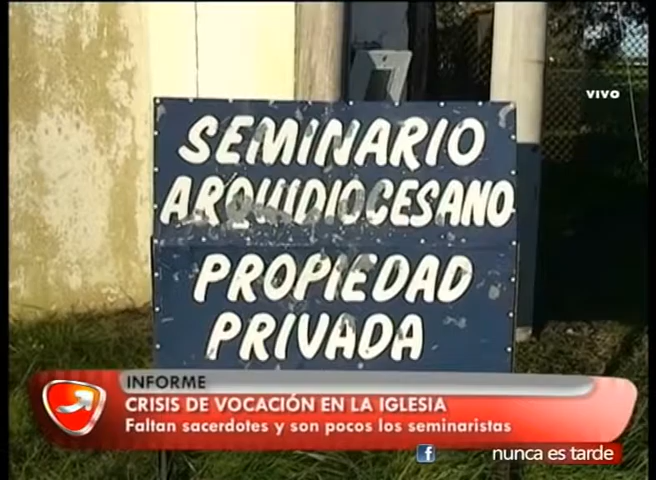 VIVO
SEMINARIO
ARQUIDIOCESANO
PROPIEDAD
PRIVADA
INFORME
CRISIS DE VOCACIÓN EN LA IGLESIA
Faltan sacerdotes y son pocos los seminaristas
f nunca es tarde